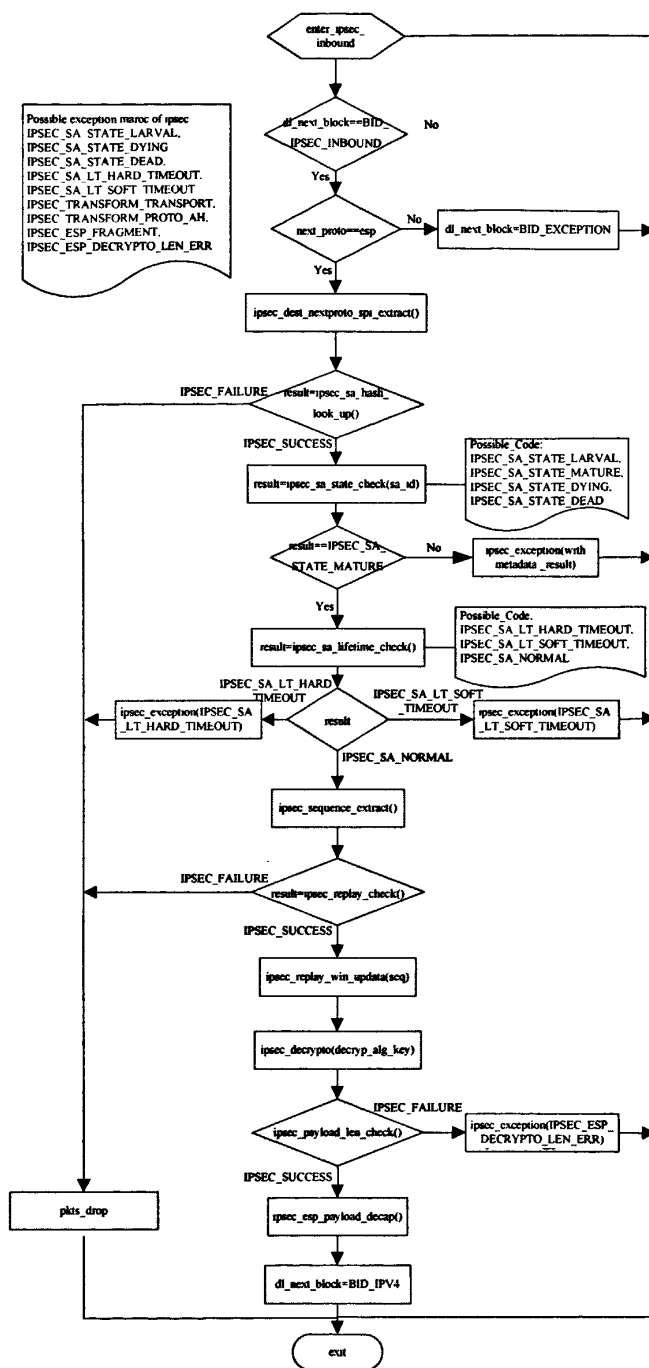 enter_ipsec_
inbound
Possible exception maroc of ipsec
IPSEC_SA_STATE_LARVAL,
IPSEC_SA_STATE_DYING
IPSEC_SA_STATE_DEAD.
IPSEC_SA_LT_HARD_TIMEOUT.
IPSEC_SA_LT_SOFT_TIMEOUT
IPSEC_TRANSFORM_TRANSPORT.
IPSEC_TRANSFORM_PROTO_AH.
IPSEC_ESP_FRAGMENT.
IPSEC_ESP_DECRYPTO_LEN_ERR
dl_next_block==BID_
IPSEC_INBOUND
No
Yes
next_proto==esp
No
dl_next_block=BID_EXCEPTION
Yes
ipsec_dest_nextproto_spi_extract()
IPSEC_FAILURE
result=ipsec_sa_hash_
look_up()
IPSEC_SUCCESS
result=ipsec_sa_state_check(sa_id)
Possible_Code:
IPSEC_SA_STATE_LARVAL,
IPSEC_SA_STATE_MATURE,
IPSEC_SA_STATE_DYING,
IPSEC_SA_STATE_DEAD
result==IPSEC_SA_
STATE_MATURE
No
ipsec_exception(with
metadata_result)
Yes
result=ipsec_sa_lifetime_check()
Possible_Code.
IPSEC_SA_LT_HARD_TIMEOUT.
IPSEC_SA_LT_SOFT_TIMEOUT,
IPSEC_SA_NORMAL
IPSEC_SA_LT_HARD_
TIMEOUT
IPSEC_SA_LT_SOFT
_TIMEOUT
ipsec_exception(IPSEC_SA
_LT_HARD_TIMEOUT)
result
ipsec_exception(IPSEC_SA
_LT_SOFT_TIMEOUT)
IPSEC_SA_NORMAL
ipsec_sequence_extract()
IPSEC_FAILURE
result=ipsec_replay_check()
IPSEC_SUCCESS
ipsec_replay_win_updata(seq)
ipsec_decrypto(decryp_alg_key)
IPSEC_FAILURE
ipsec_payload_len_check()
ipsec_exception(IPSEC_ESP_
DECRYPTO_LEN_ERR)
IPSEC_SUCCESS
pkts_drop
ipsec_esp_payload_decap()
dl_next_block=BID_IPV4
exit